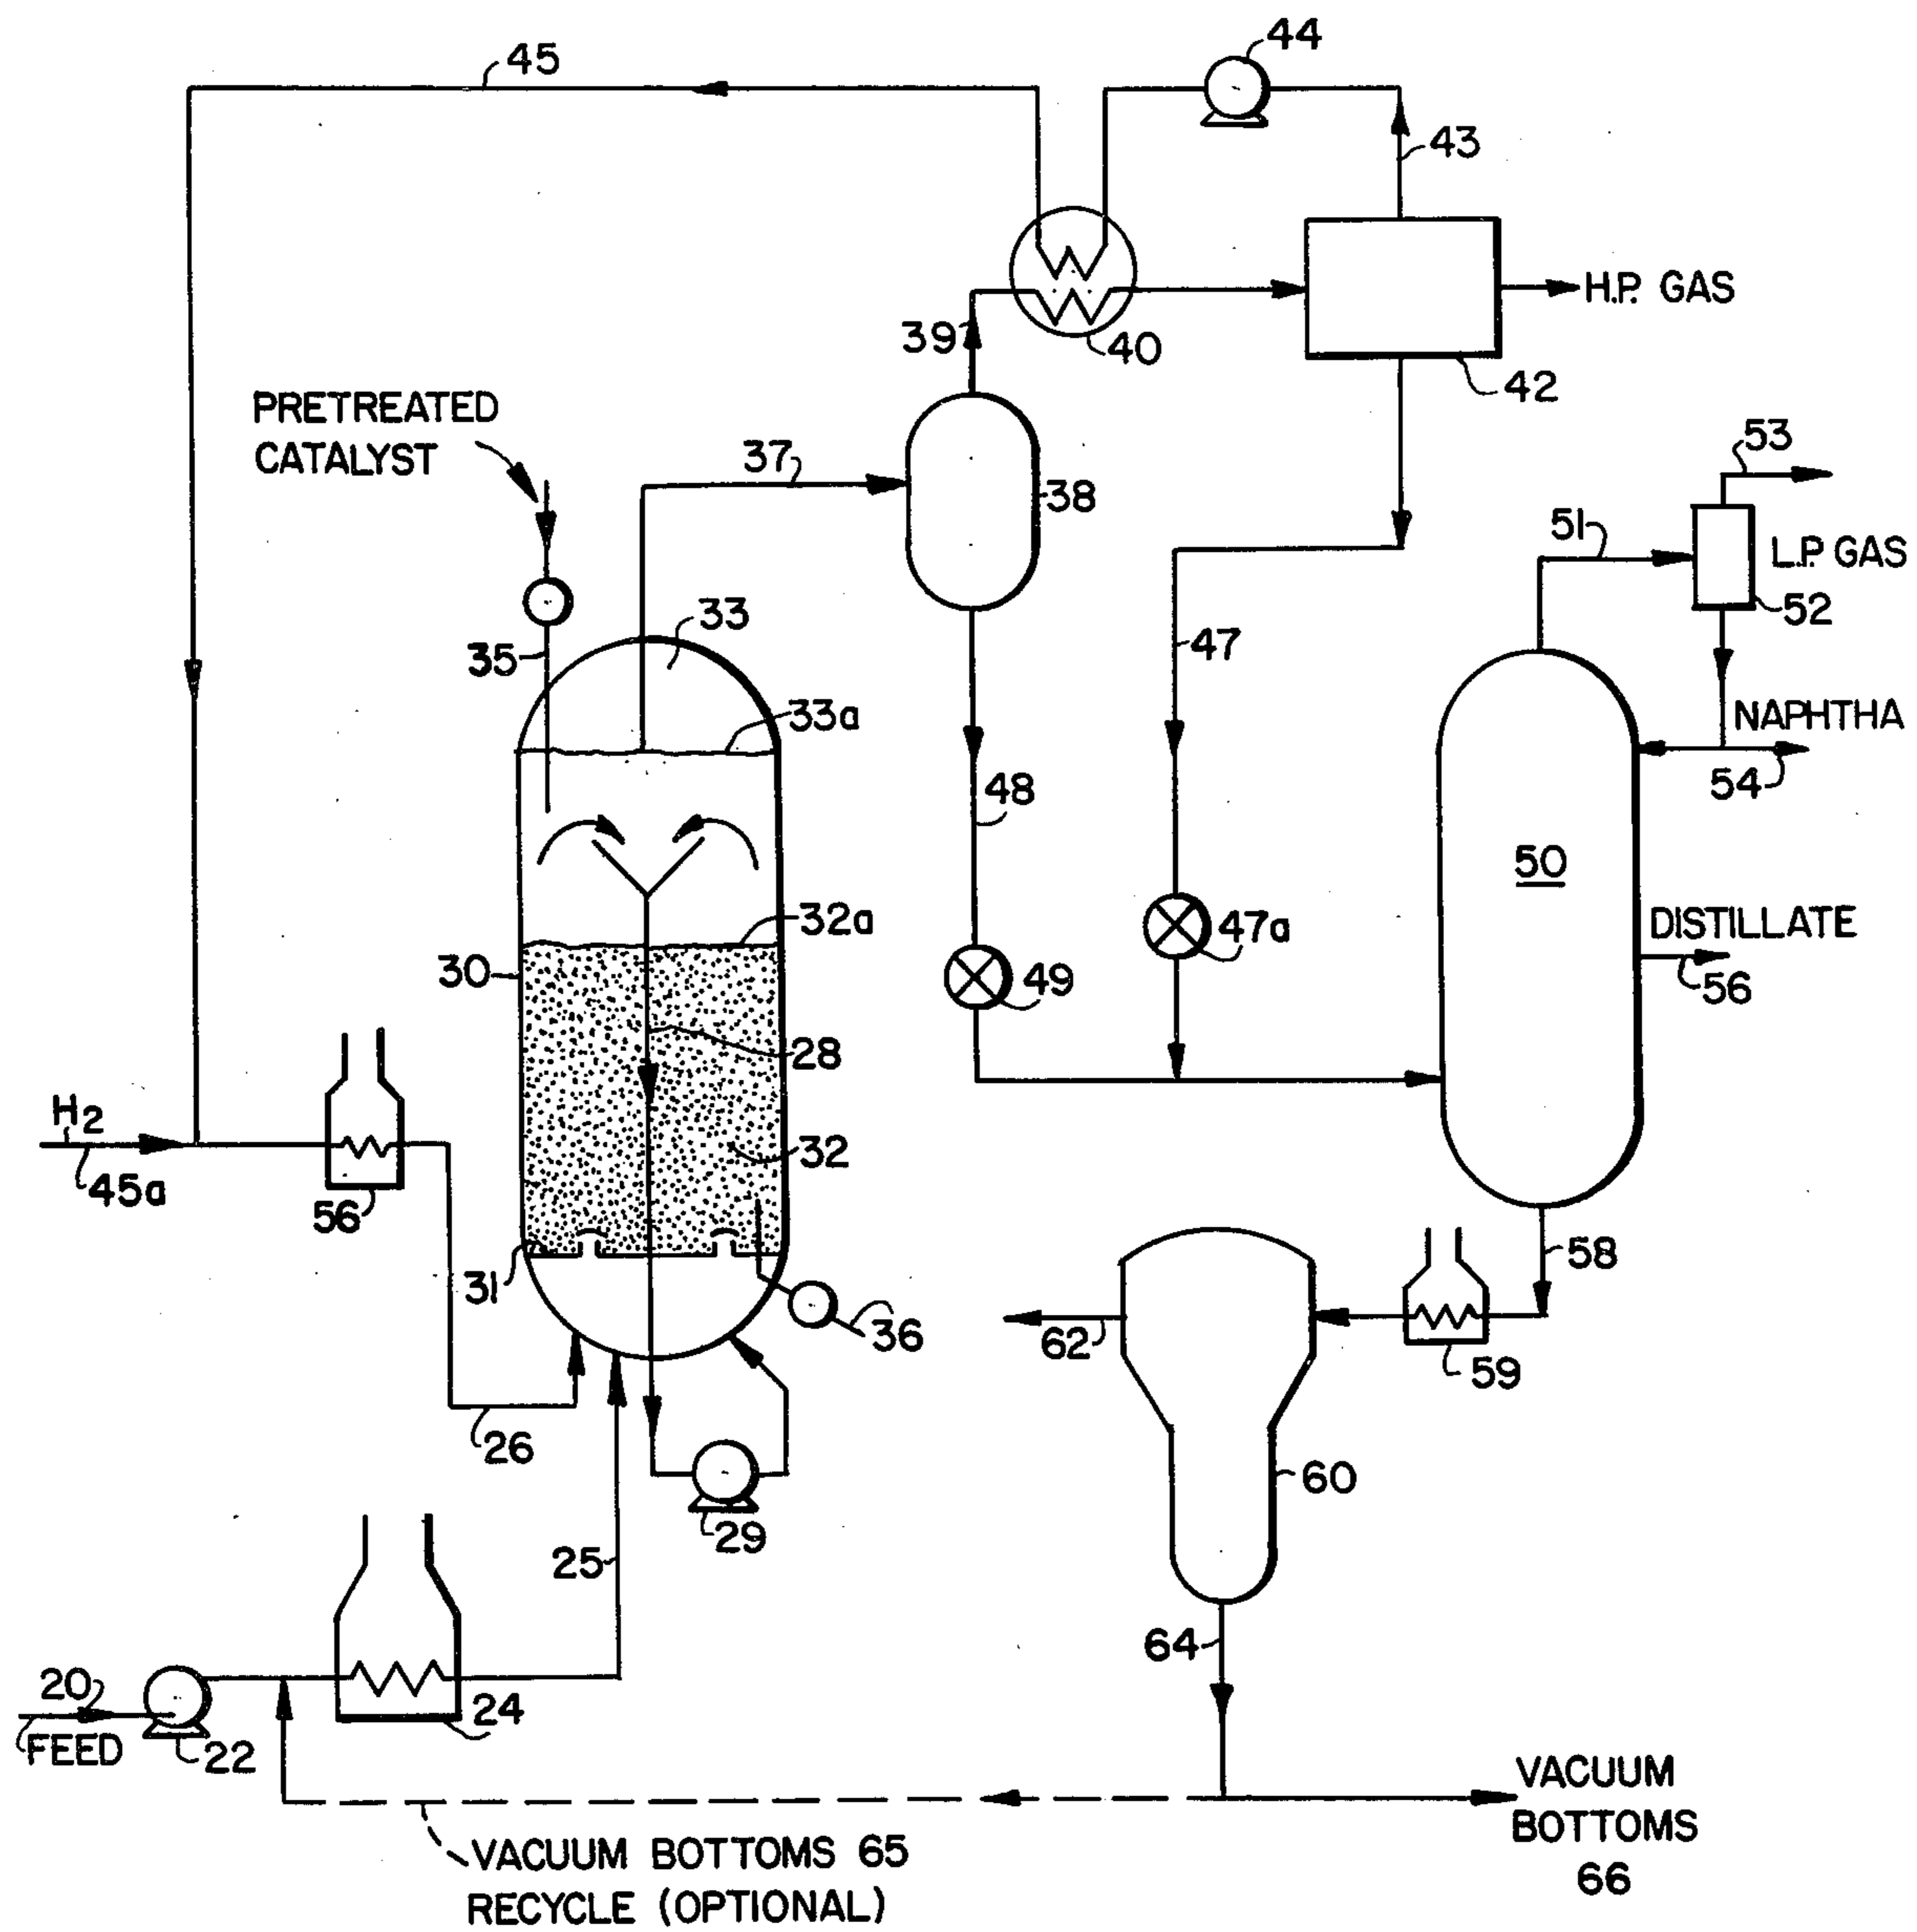 44
45
43
H.P. GAS
39
40
42
PRETREATED
CATALYST
37
38
53
51
L.P. GAS
52
33
35
47
33a
NAPHTHA
54
48
50
32a
47a
DISTILLATE
30
49
56
28
H2
32
45a
56
31
58
36
62
59
26
60
29
25
64
20
24
FEED
22
VACUUM
BOTTOMS
66
VACUUM BOTTOMS 65
RECYCLE (OPTIONAL)